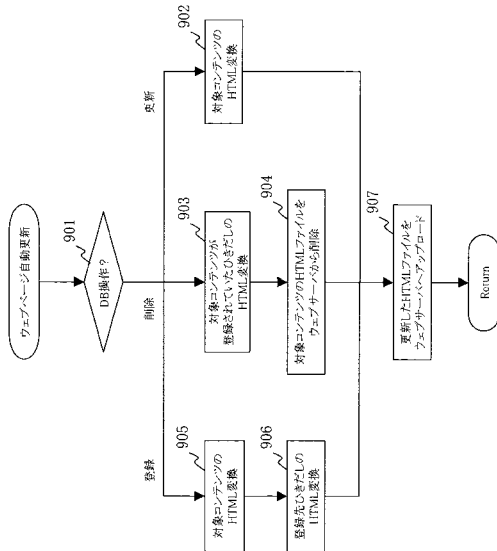 ウェブページ自動更新
901
DB操作？
登録
削除
更新
905
対象コンテンツの
HTML変換
906
登録先ひきだしの
HTML変換
903
対象コンテンツが
登録されていたひきだしの
HTML変換
904
対象コンテンツのHTMLファイルを
ウェブサーバから削除
902
対象コンテンツの
HTML変換
907
更新したHTMLファイルを
ウェブサーバへアップロード
Return